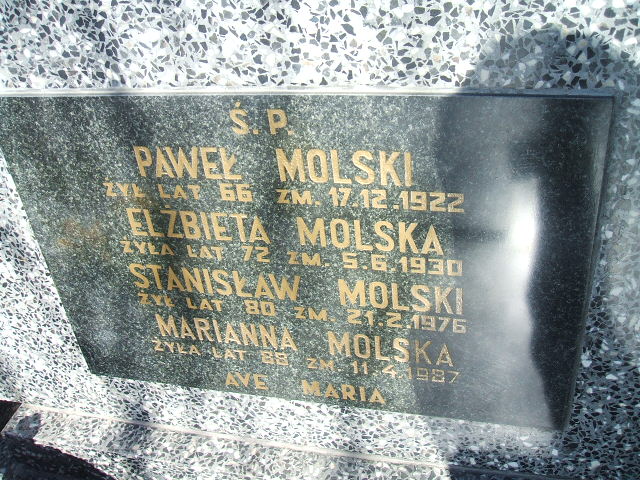 Ś. P.
PAWEŁ MOLSKI
ŻYŁ LAT 66 ZM. 17.12.1922
ELŻBIETA MOLSKA
ŻYŁA LAT 72 ZM. 5.6.1930
STANISŁAW MOLSKI
ŻYŁ LAT 80 ZM. 21.2.1976
MARIANNA MOLSKA
ŻYŁA LAT 88 ZM. 11.4.1987
AVE MARIA